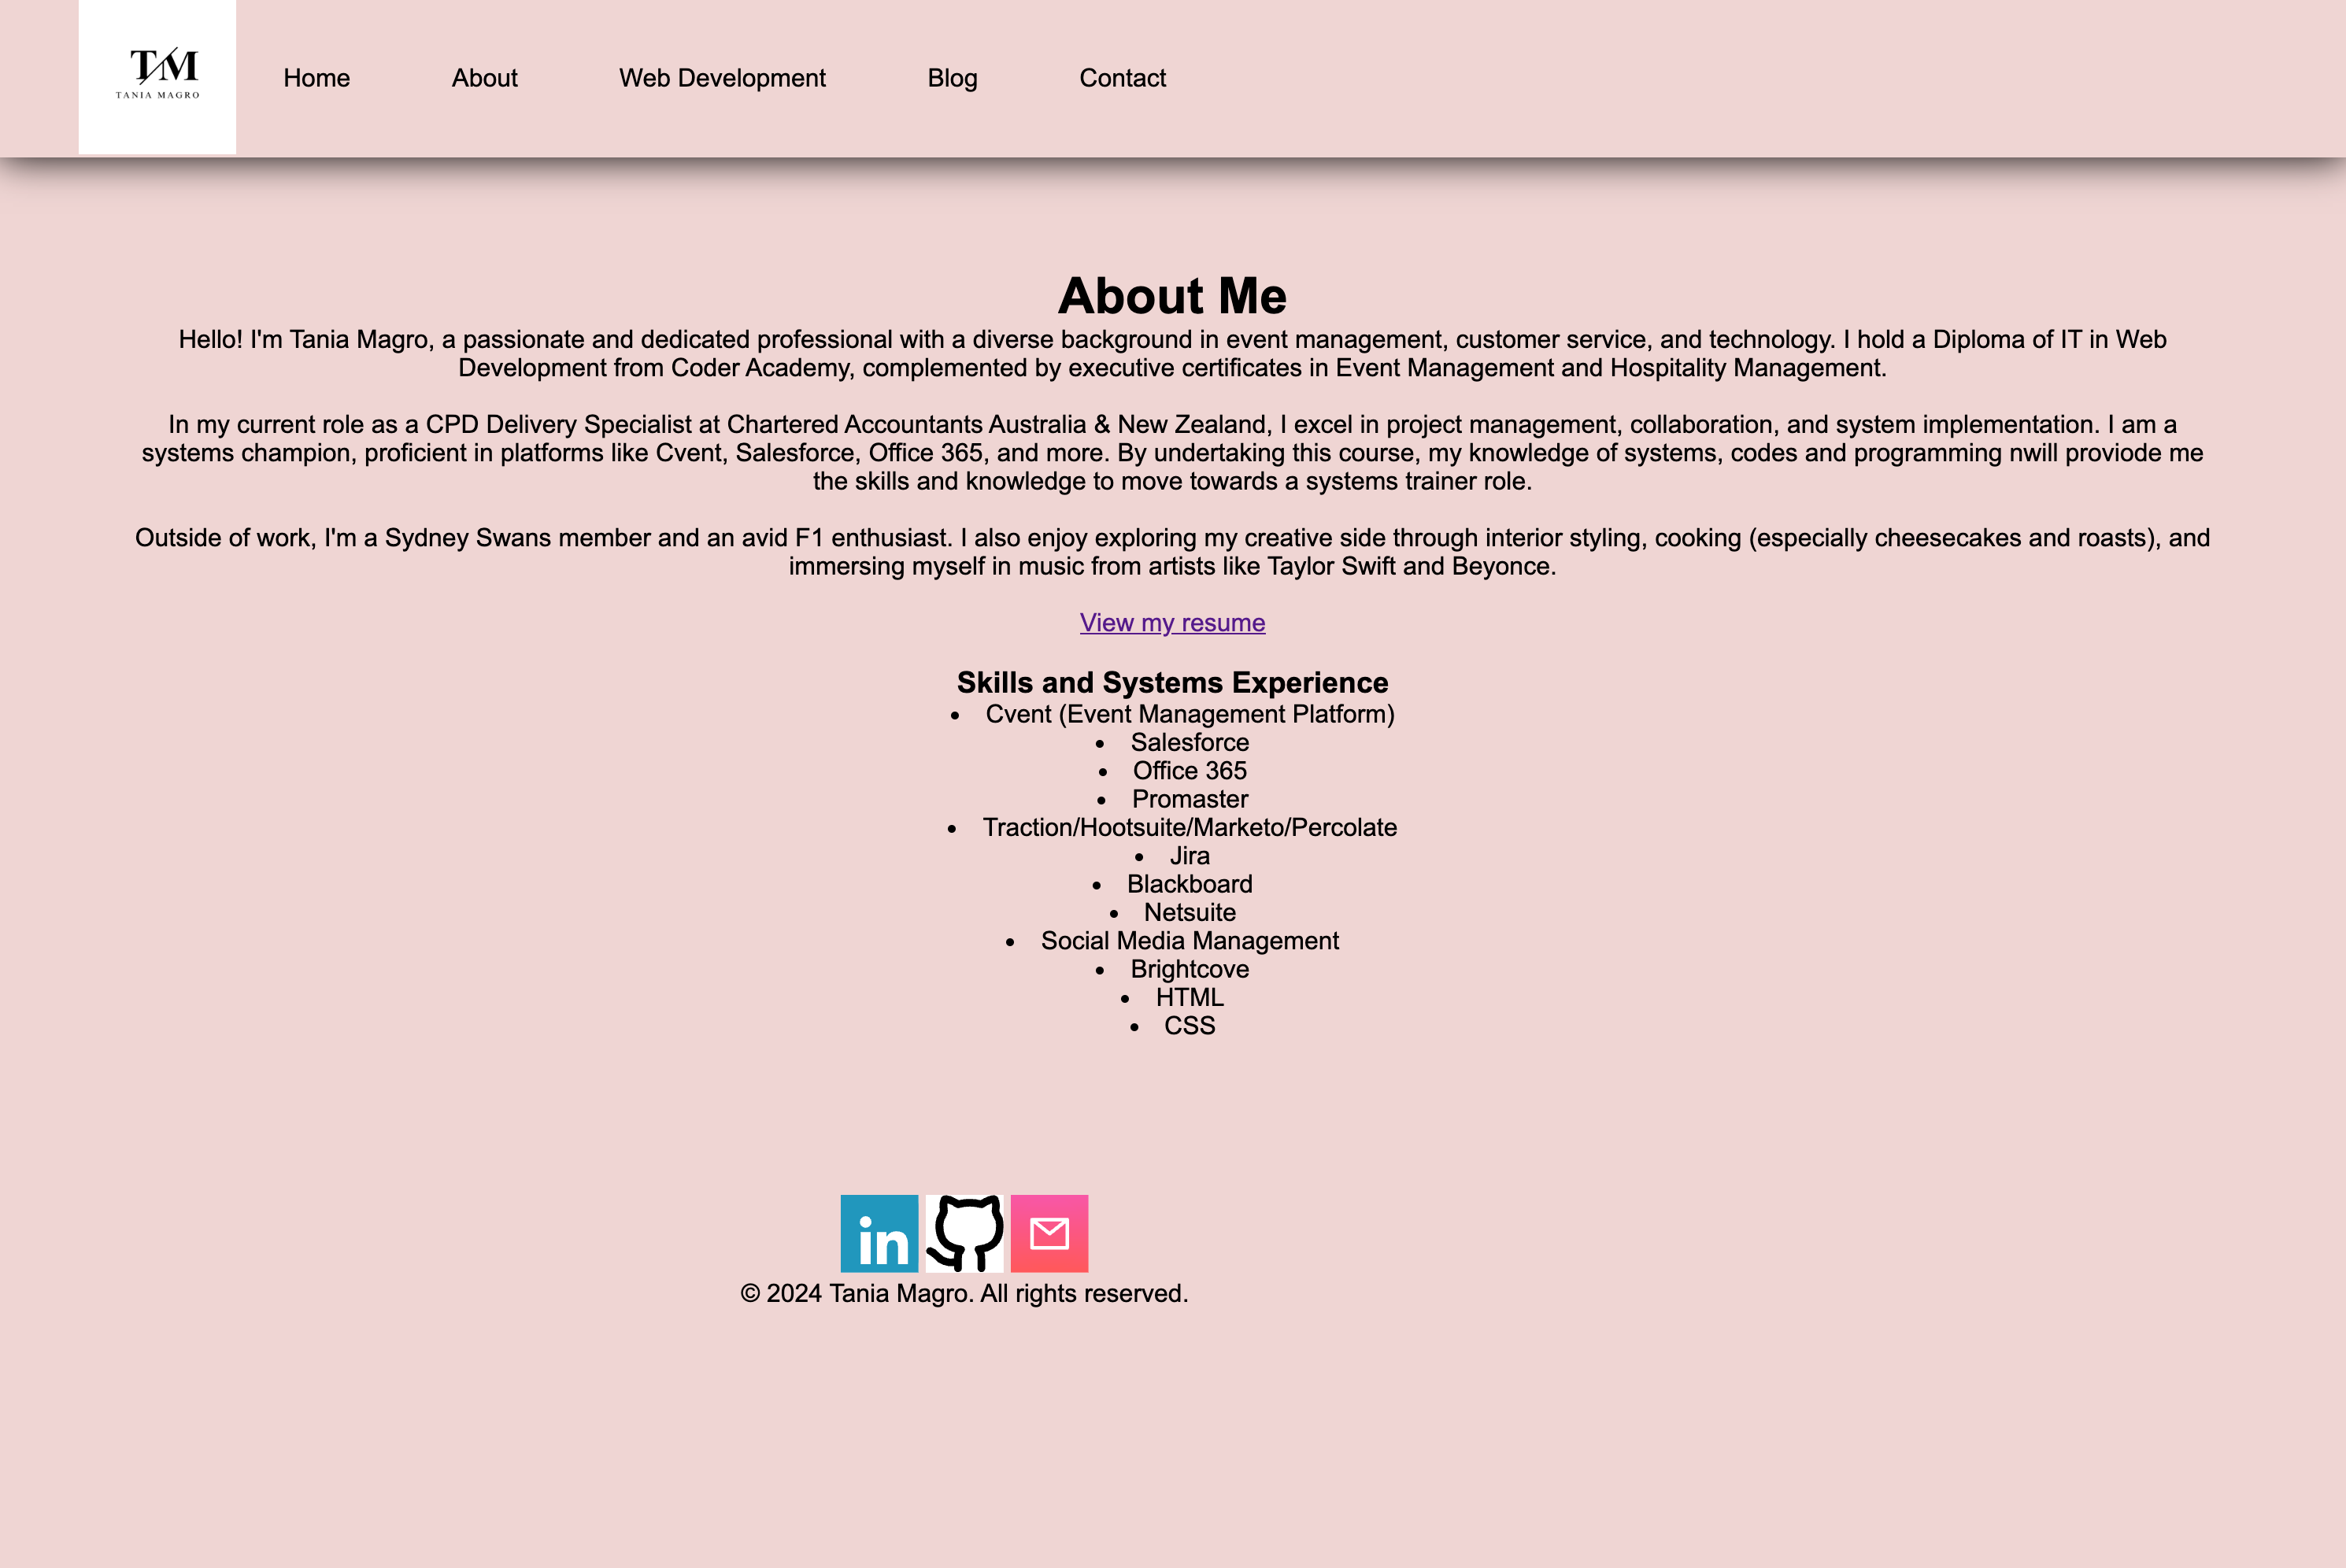 TM
TANIA MAGRO
Home About Web Development Blog Contact
About Me
Hello! I'm Tania Magro, a passionate and dedicated professional with a diverse background in event management, customer service, and technology. I hold a Diploma of IT in Web
Development from Coder Academy, complemented by executive certificates in Event Management and Hospitality Management.
In my current role as a CPD Delivery Specialist at Chartered Accountants Australia & New Zealand, I excel in project management, collaboration, and system implementation. I am a
systems champion, proficient in platforms like Cvent, Salesforce, Office 365, and more. By undertaking this course, my knowledge of systems, codes and programming nwill proviode me
the skills and knowledge to move towards a systems trainer role.
Outside of work, I'm a Sydney Swans member and an avid F1 enthusiast. I also enjoy exploring my creative side through interior styling, cooking (especially cheesecakes and roasts), and
immersing myself in music from artists like Taylor Swift and Beyonce.
View my resume
Skills and Systems Experience
• Cvent (Event Management Platform)
• Salesforce
• Office 365
• Promaster
• Traction/Hootsuite/Marketo/Percolate
• Jira
• Blackboard
• Netsuite
• Social Media Management
• Brightcove
• HTML
• CSS
in
© 2024 Tania Magro. All rights reserved.